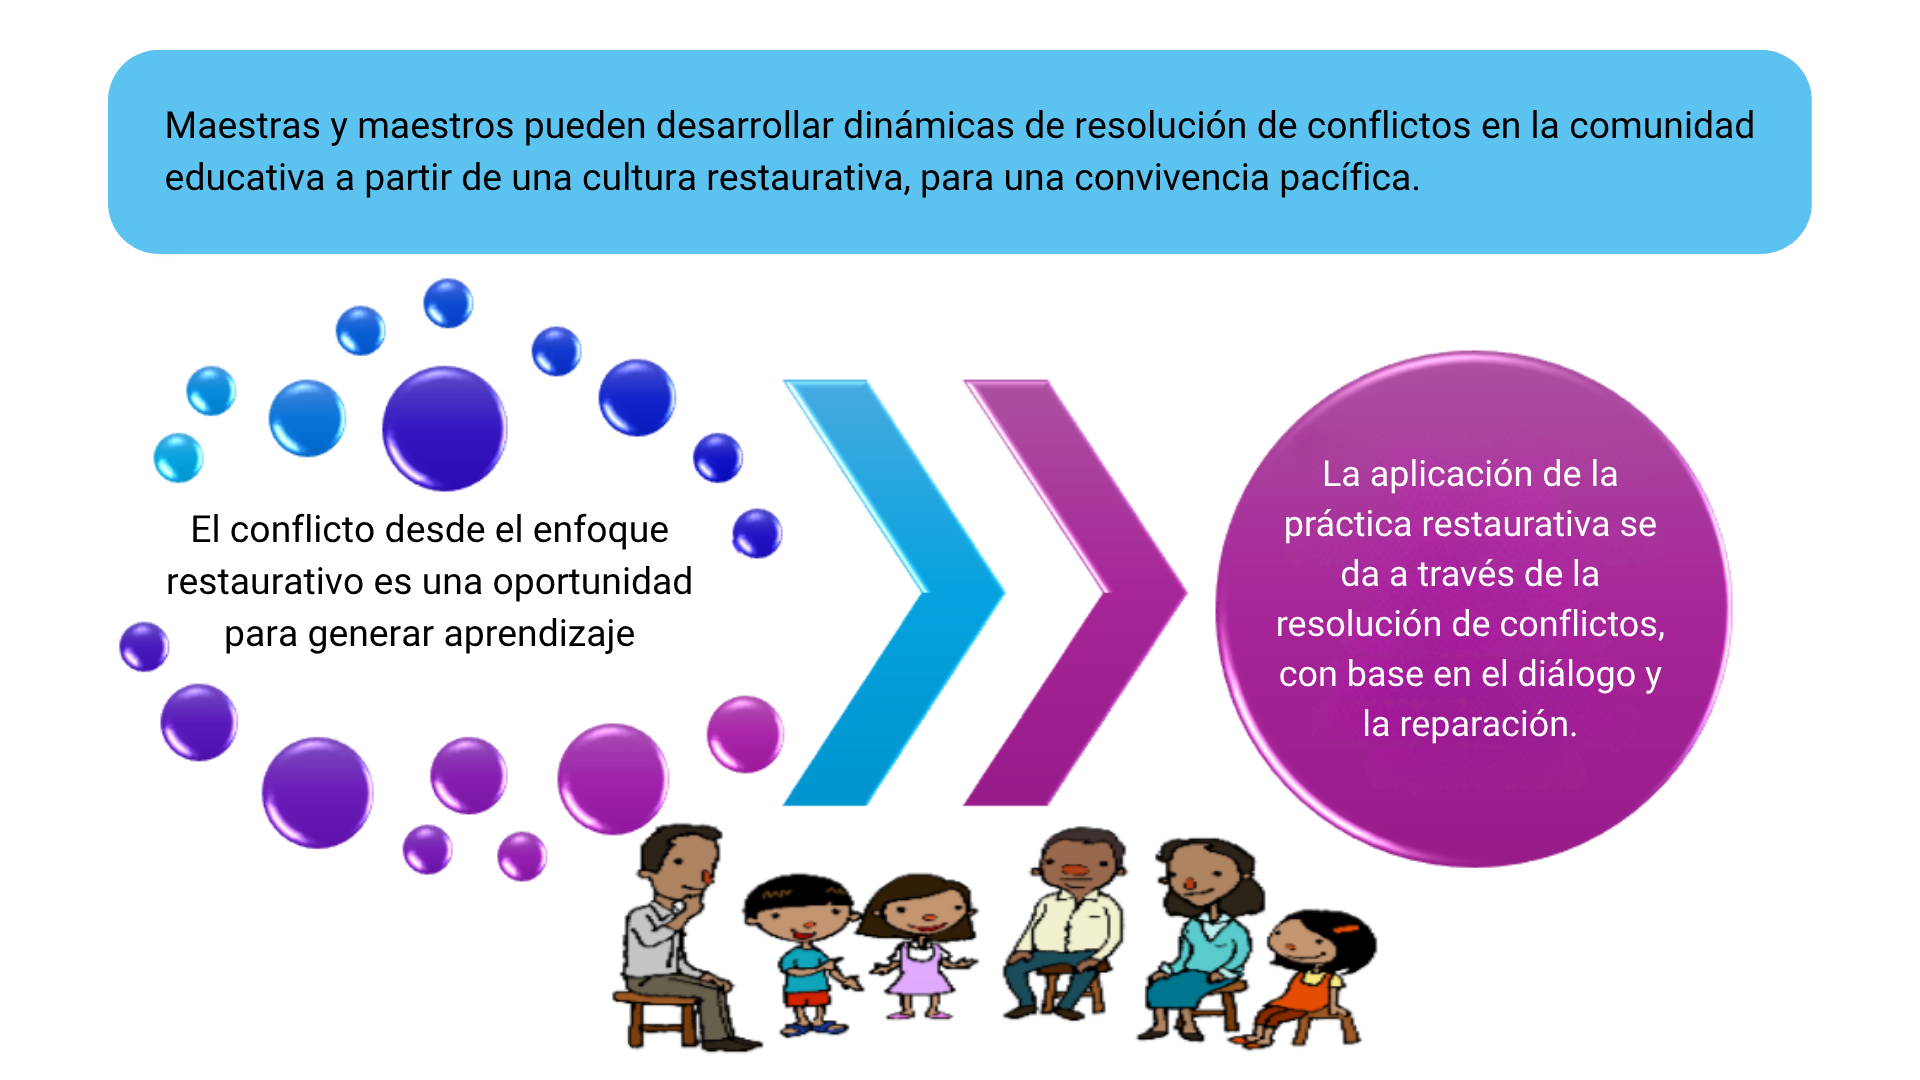 Maestras y maestros pueden desarrollar dinámicas de resolución de conflictos en la comunidad
educativa a partir de una cultura restaurativa, para una convivencia pacífica.
El conflicto desde el enfoque
restaurativo es una oportunidad
para generar aprendizaje
La aplicación de la
práctica restaurativa se
da a través de la
resolución de conflictos,
con base en el diálogo y
la reparación.